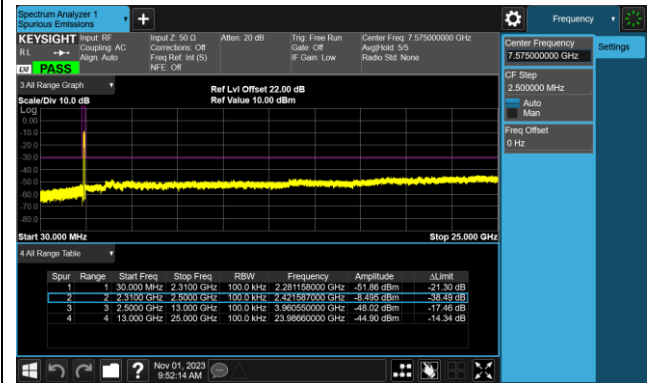 Spectrum Analyzer 1
Spurious Emissions
Frequency
KEYSIGHT
RL
LXI
PASS
Input: RF
Coupling: AC
Align: Auto
Input Z: 50 Ω
Corrections: Off
Freq Ref: Int (S)
NFE: Off
Atten: 20 dB
Trig: Free Run
Gate: Off
IF Gain: Low
Center Freq: 7.575000000 GHz
Avg|Hold: 5/5
Radio Std: None
Center Frequency
7.575000000 GHz
Settings
CF Step
2.500000 MHz
Auto
Man
Freq Offset
0 Hz
3 All Range Graph
Scale/Div 10.0 dB
Ref Lvl Offset 22.00 dB
Ref Value 10.00 dBm
Log
0.00
-10.0
-20.0
-30.0
-40.0
-50.0
-60.0
-70.0
-80.0
Start 30.000 MHz
Stop 25.000 GHz
4 All Range Table
Spur Range Start Freq Stop Freq RBW Frequency Amplitude ΔLimit
1 1 30.000 MHz 2.3100 GHz 100.0 kHz 2.281158000 GHz -51.86 dBm -21.30 dB
2 2 2.3100 GHz 2.5000 GHz 100.0 kHz 2.421587000 GHz -8.495 dBm -38.49 dB
3 3 2.5000 GHz 13.000 GHz 100.0 kHz 3.960550000 GHz -48.02 dBm -17.46 dB
4 4 13.000 GHz 25.000 GHz 100.0 kHz 23.98660000 GHz -44.90 dBm -14.34 dB
?
Nov 01, 2023
9:52:14 AM